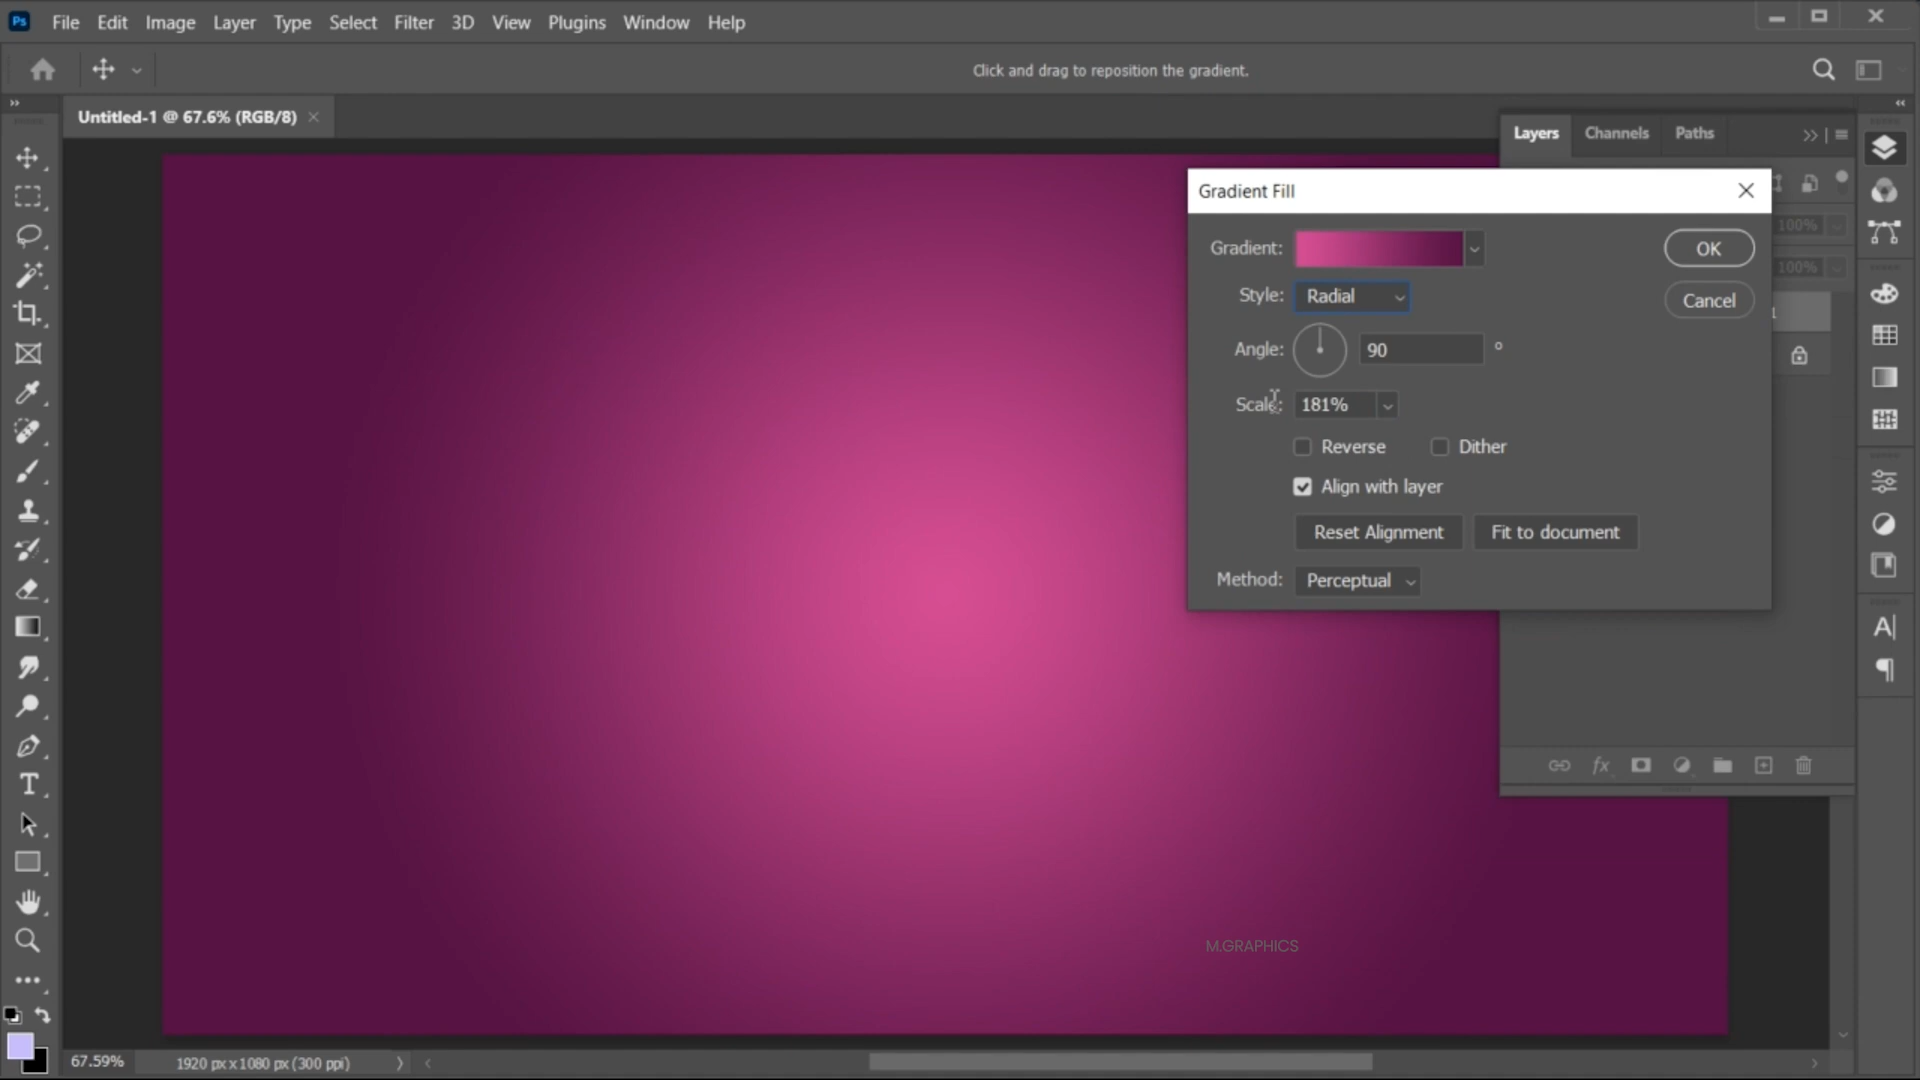 Ps File Edit Image Layer Type Select Filter 3D View Plugins Window Help
Click and drag to reposition the gradient.
Untitled-1 @ 67.6% (RGB/8)
Layers Channels Paths
Gradient Fill
Gradient:
OK
100%
Style: Radial
100%
Cancel
1
Angle: 90 °
Scale: 181%
Reverse Dither
Align with layer
Reset Alignment Fit to document
Method: Perceptual
fx
M.GRAPHICS
67.59% 1920 px x 1080 px (300 ppi)